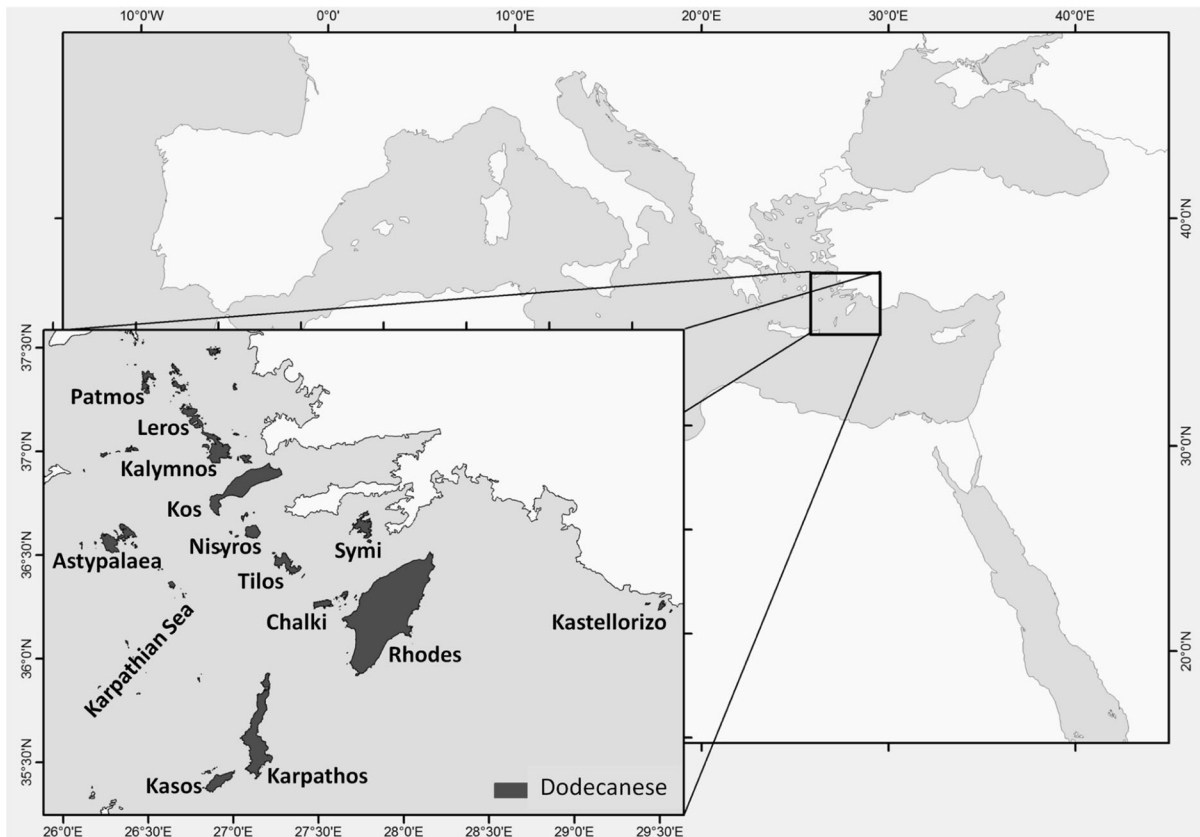 10°0'W 0°0' 10°0'E 20°0'E 30°0'E 40°0'E
40°0'N
30°0'N
20°0'N
37°30'N
37°0'N
36°30'N
36°0'N
35°30'N
Patmos
Leros
Kalymnos
Kos
Astypalaea
Nisyros
Symi
Tilos
Chalki
Kastellorizo
Karpathian Sea
Rhodes
Kasos
Karpathos
Dodecanese
26°0'E 26°30'E 27°0'E 27°30'E 28°0'E 28°30'E 29°0'E 29°30'E